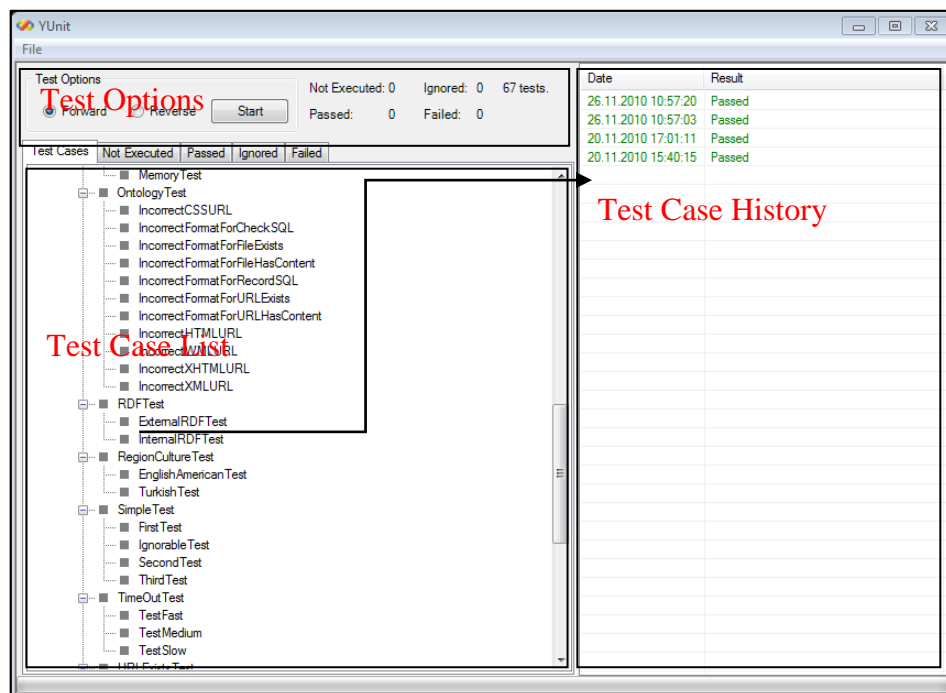 YUnit
File
Test Options
Test Options
Forward Reverse Start
Not Executed: 0 Ignored: 0 67 tests.
Passed: 0 Failed: 0
Test Cases Not Executed Passed Ignored Failed
MemoryTest
OntologyTest
IncorrectCSSURL
IncorrectFormatForCheckSQL
IncorrectFormatForFileExists
IncorrectFormatForFileHasContent
IncorrectFormatForRecordSQL
IncorrectFormatForURLExists
IncorrectFormatForURLHasContent
IncorrectHTMLURL
Test Case List
IncorrectWMLURL
IncorrectXHTMLURL
IncorrectXMLURL
RDFTest
ExternalRDFTest
InternalRDFTest
RegionCultureTest
EnglishAmericanTest
TurkishTest
SimpleTest
FirstTest
IgnorableTest
SecondTest
ThirdTest
TimeOutTest
TestFast
TestMedium
TestSlow
URLExistsTest
Date Result
26.11.2010 10:57:20 Passed
26.11.2010 10:57:03 Passed
20.11.2010 17:01:11 Passed
20.11.2010 15:40:15 Passed
Test Case History